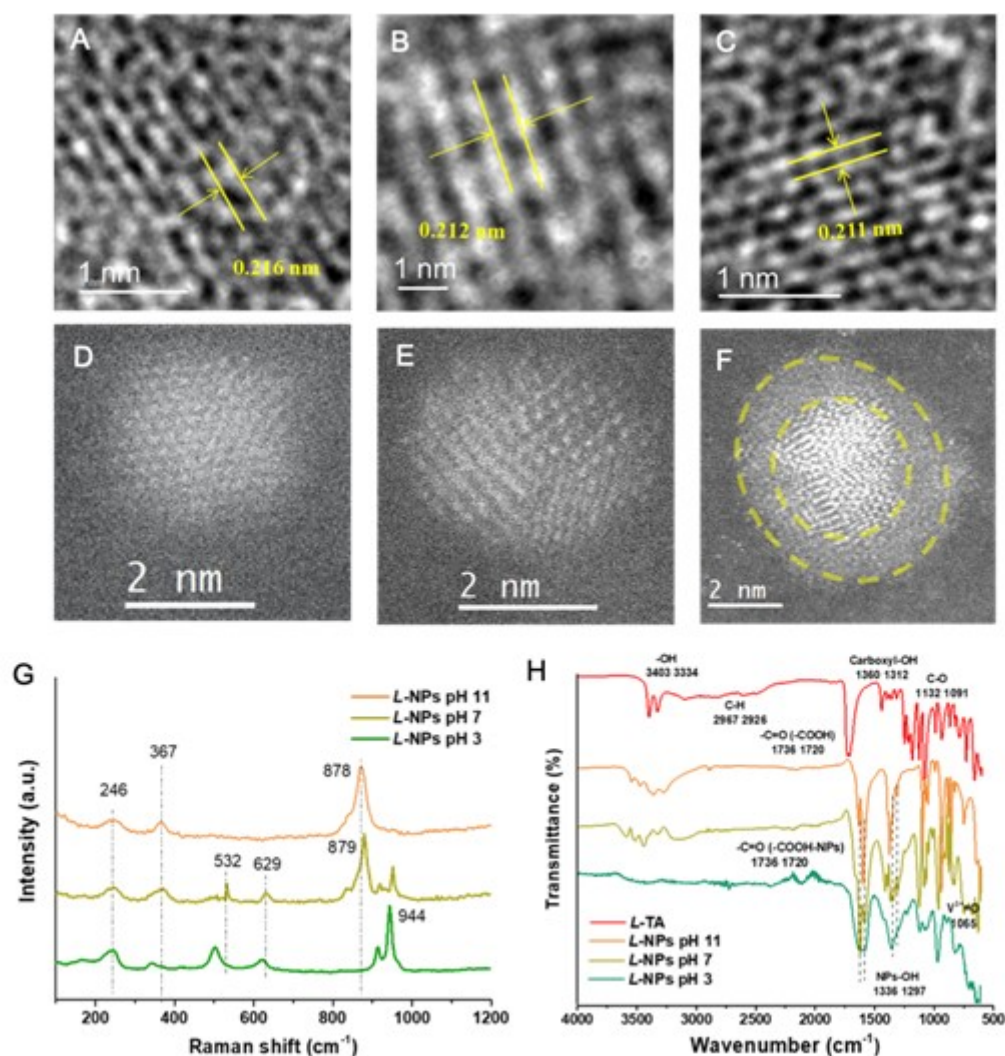 A
0.216 nm
1 nm
B
0.212 nm
1 nm
C
0.211 nm
1 nm
D
2 nm
E
2 nm
F
2 nm
G
L-NPs pH 11
L-NPs pH 7
L-NPs pH 3
246
367
878
532
629
879
944
Intensity (a.u.)
200
400
600
800
1000
1200
Raman shift (cm⁻¹)
H
-OH
3403 3334
C-H
2967 2926
Carboxyl-OH
1360 1312
C-O
1132 1091
-C=O (-COOH)
1736 1720
-C=O (-COOH-NPs)
1736 1720
1065
NPs-OH
1336 1297
L-TA
L-NPs pH 11
L-NPs pH 7
L-NPs pH 3
Transmittance (%)
4000
3500
3000
2500
2000
1500
1000
500
Wavenumber (cm⁻¹)